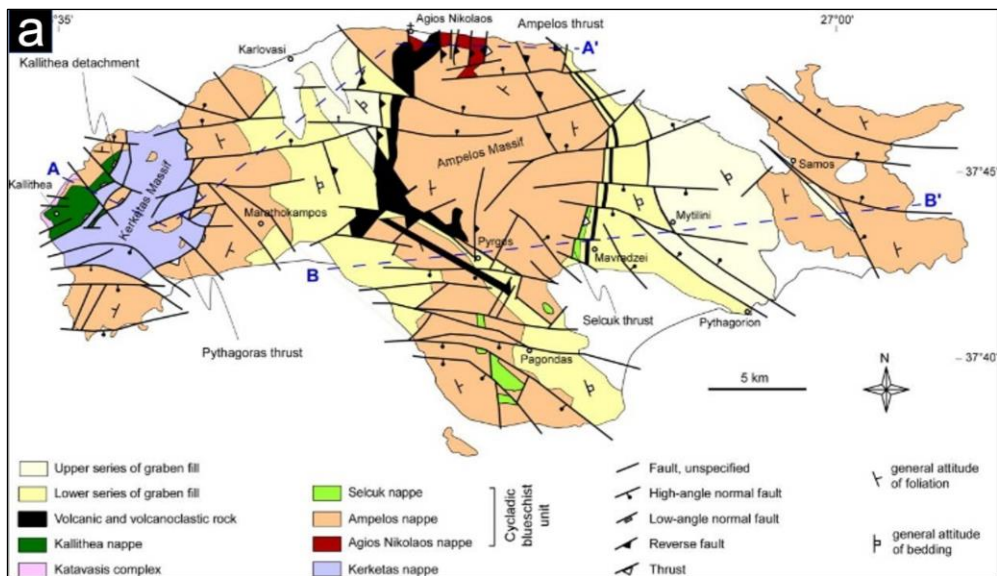 a
35'
Agios Nikolaos
Ampelos thrust
27°00'
Karlovasi
A'
Kallithea detachment
A
Kallithea
Kerketas Massif
Ampelos Massif
Samos
37°45'
B'
Marathokampos
Mytilini
Pyrgos
B
Mavradzei
Pythagoras thrust
Selcuk thrust
Pythagorion
Pagondas
37°40'
N
5 km
Upper series of graben fill
Lower series of graben fill
Volcanic and volcanoclastic rock
Kallithea nappe
Katavasis complex
Selcuk nappe
Ampelos nappe
Agios Nikolaos nappe
Kerketas nappe
Cycladic
blueschist
unit
Fault, unspecified
High-angle normal fault
Low-angle normal fault
Reverse fault
Thrust
general attitude
of foliation
general attitude
of bedding